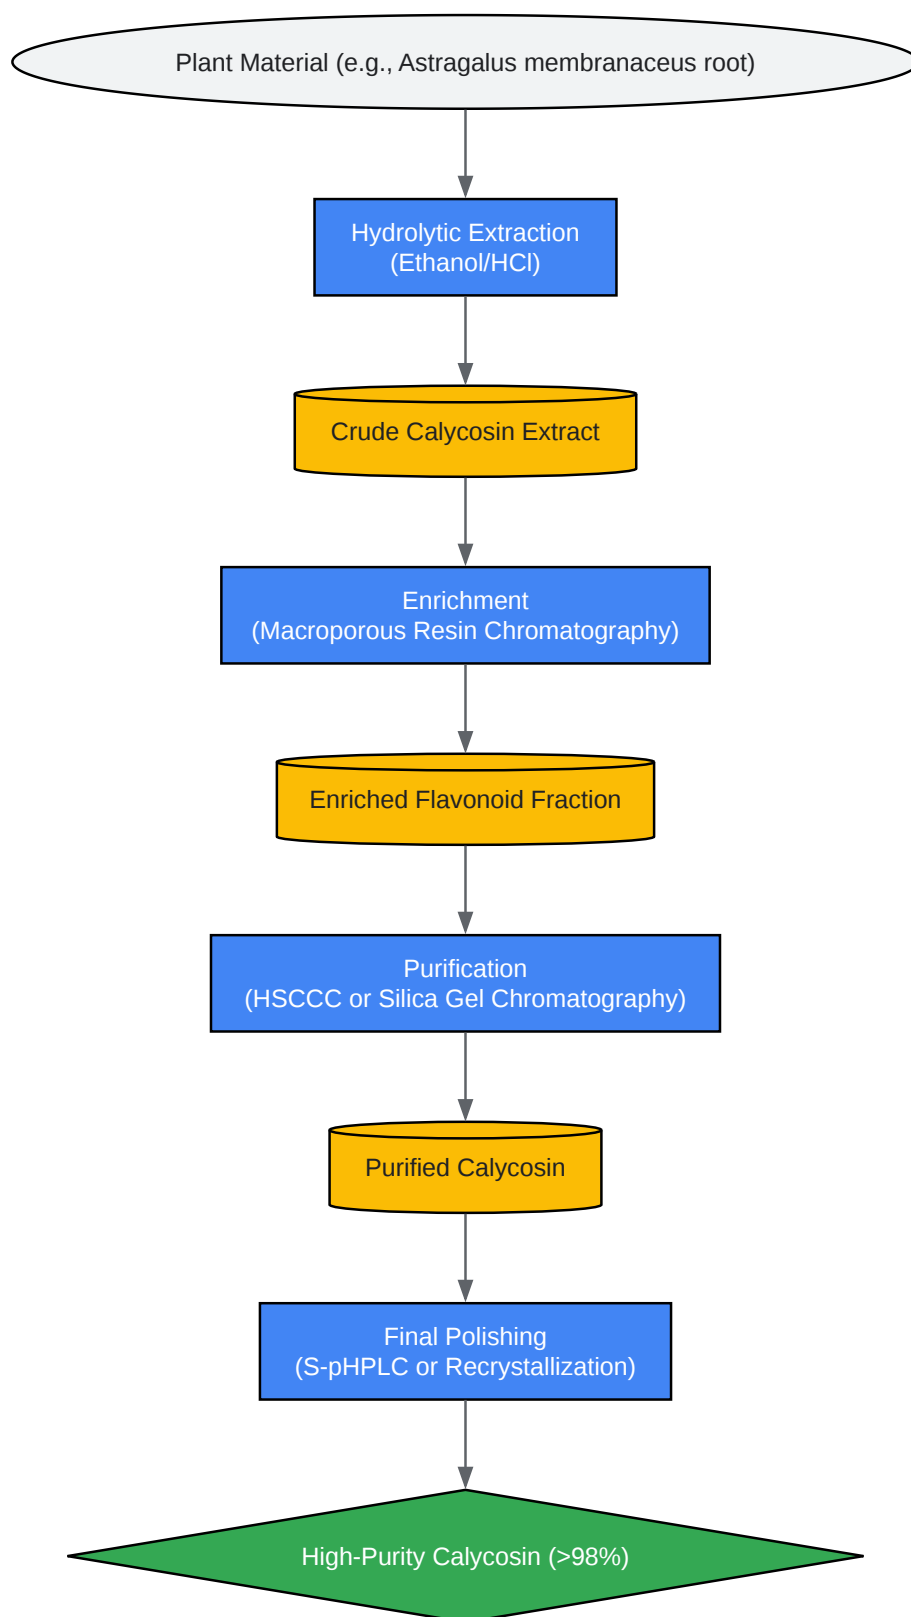 Plant Material (e.g., Astragalus membranaceus root)
Hydrolytic Extraction
(Ethanol/HCl)
Crude Calycosin Extract
Enrichment
(Macroporous Resin Chromatography)
Enriched Flavonoid Fraction
Purification
(HSCCC or Silica Gel Chromatography)
Purified Calycosin
Final Polishing
(S-pHPLC or Recrystallization)
High-Purity Calycosin (>98%)